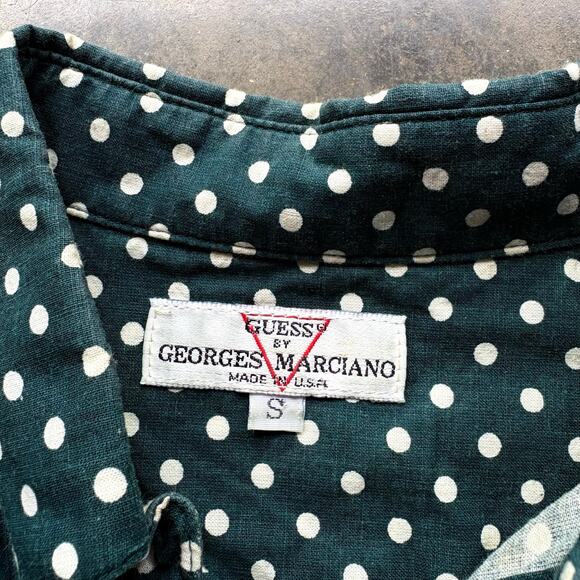 GUESS®
BY
GEORGES MARCIANO
MADE IN U.S.A.
S